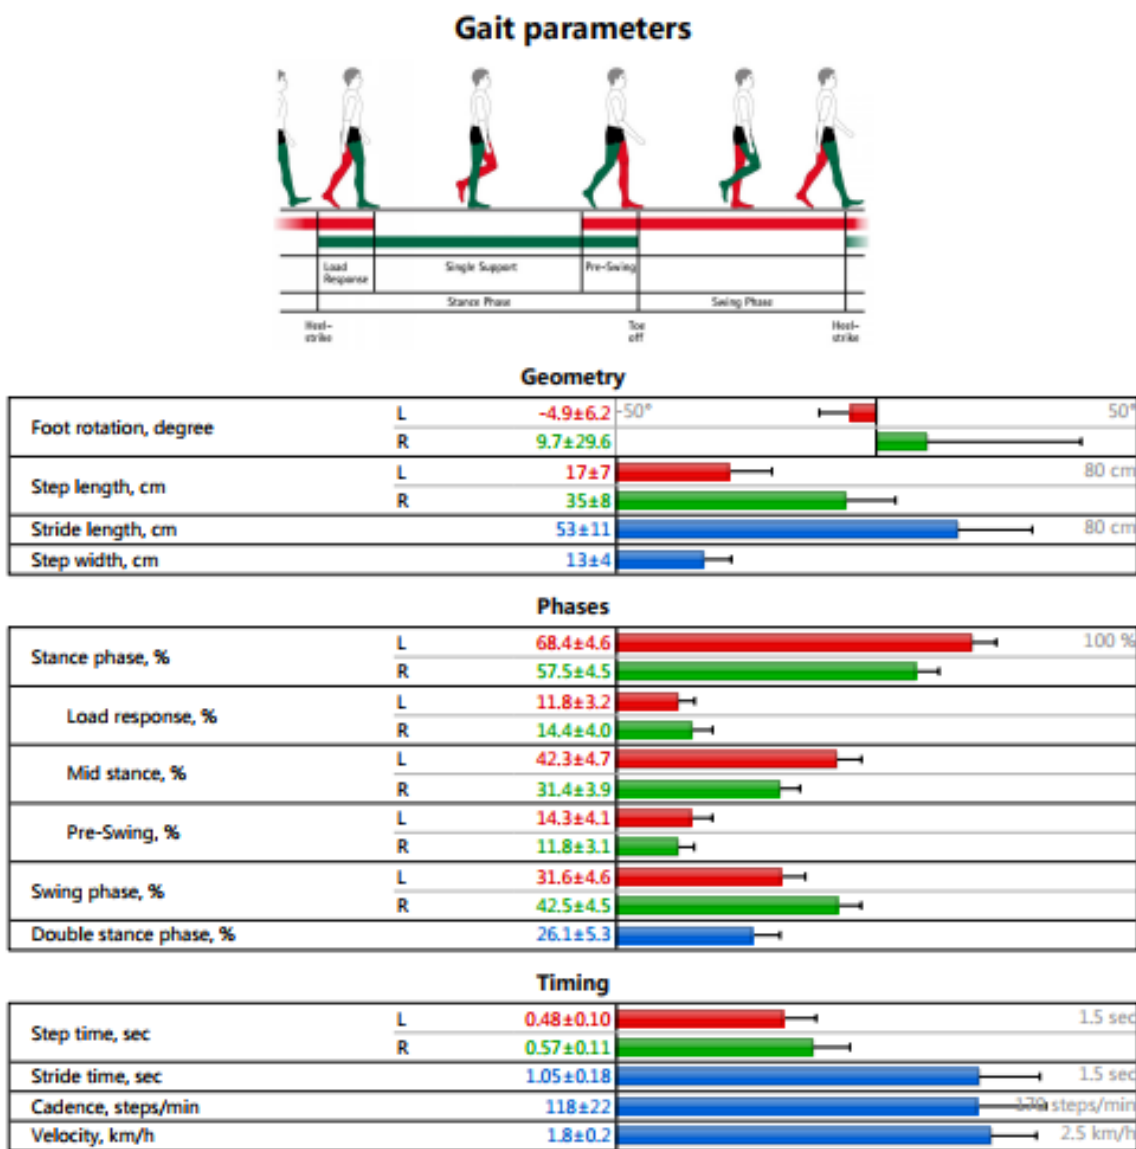 Gait parameters
Load Response
Single Support
Pre-Swing
Stance Phase
Swing Phase
Heel-strike
Toe off
Heel-strike
Geometry
Foot rotation, degree L -4.9±6.2 -50° 50°
R 9.7±29.6
Step length, cm L 17±7 80 cm
R 35±8
Stride length, cm 53±11 80 cm
Step width, cm 13±4
Phases
Stance phase, % L 68.4±4.6 100 %
R 57.5±4.5
Load response, % L 11.8±3.2
R 14.4±4.0
Mid stance, % L 42.3±4.7
R 31.4±3.9
Pre-Swing, % L 14.3±4.1
R 11.8±3.1
Swing phase, % L 31.6±4.6
R 42.5±4.5
Double stance phase, % 26.1±5.3
Timing
Step time, sec L 0.48±0.10 1.5 sec
R 0.57±0.11
Stride time, sec 1.05±0.18 1.5 sec
Cadence, steps/min 118±22 170 steps/min
Velocity, km/h 1.8±0.2 2.5 km/h